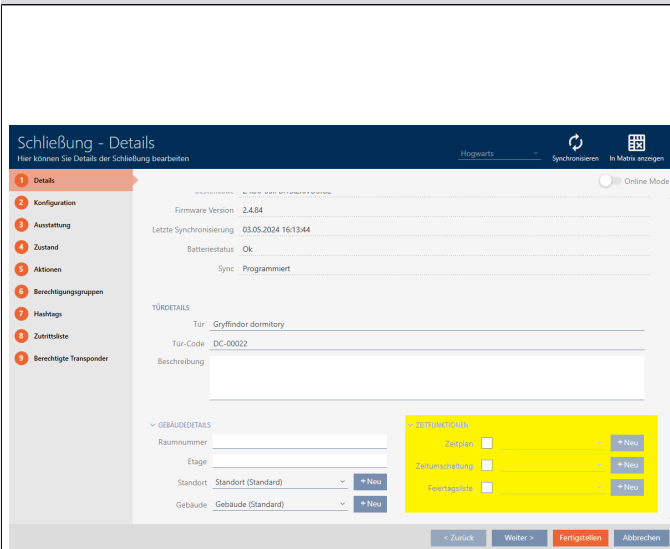 Schließung - Details
Hier können Sie Details der Schließung bearbeiten
Hogwarts
Synchronisieren
In Matrix anzeigen
1 Details
Online Mode
2 Konfiguration
3 Ausstattung
4 Zustand
5 Aktionen
6 Berechtigungsgruppen
7 Hashtags
8 Zutrittsliste
9 Berechtigte Transponder
Firmware Version 2.4.84
Letzte Synchronisierung 03.05.2024 16:13:44
Batteriestatus Ok
Sync Programmiert
TÜRDETAILS
Tür Gryffindor dormitory
Tür-Code DC-00022
Beschreibung
GEBÄUDEDETAILS
Raumnummer
Etage
Standort Standort (Standard) +Neu
Gebäude Gebäude (Standard) +Neu
ZEITFUNKTIONEN
Zeitplan +Neu
Zeitumschaltung +Neu
Feiertagsliste +Neu
< Zurück
Weiter >
Fertigstellen
Abbrechen